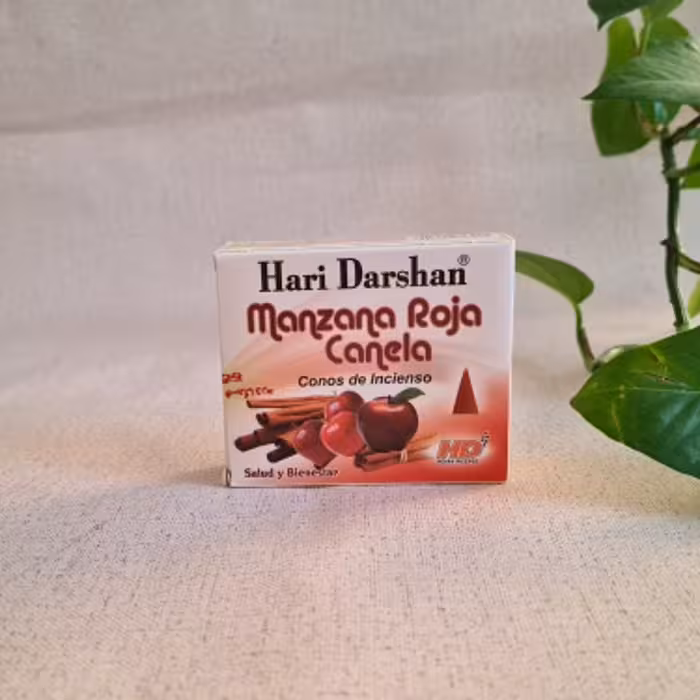 Hari Darshan®
Manzana Roja
Canela
Conos de Incienso
HD
Salud y Bienestar